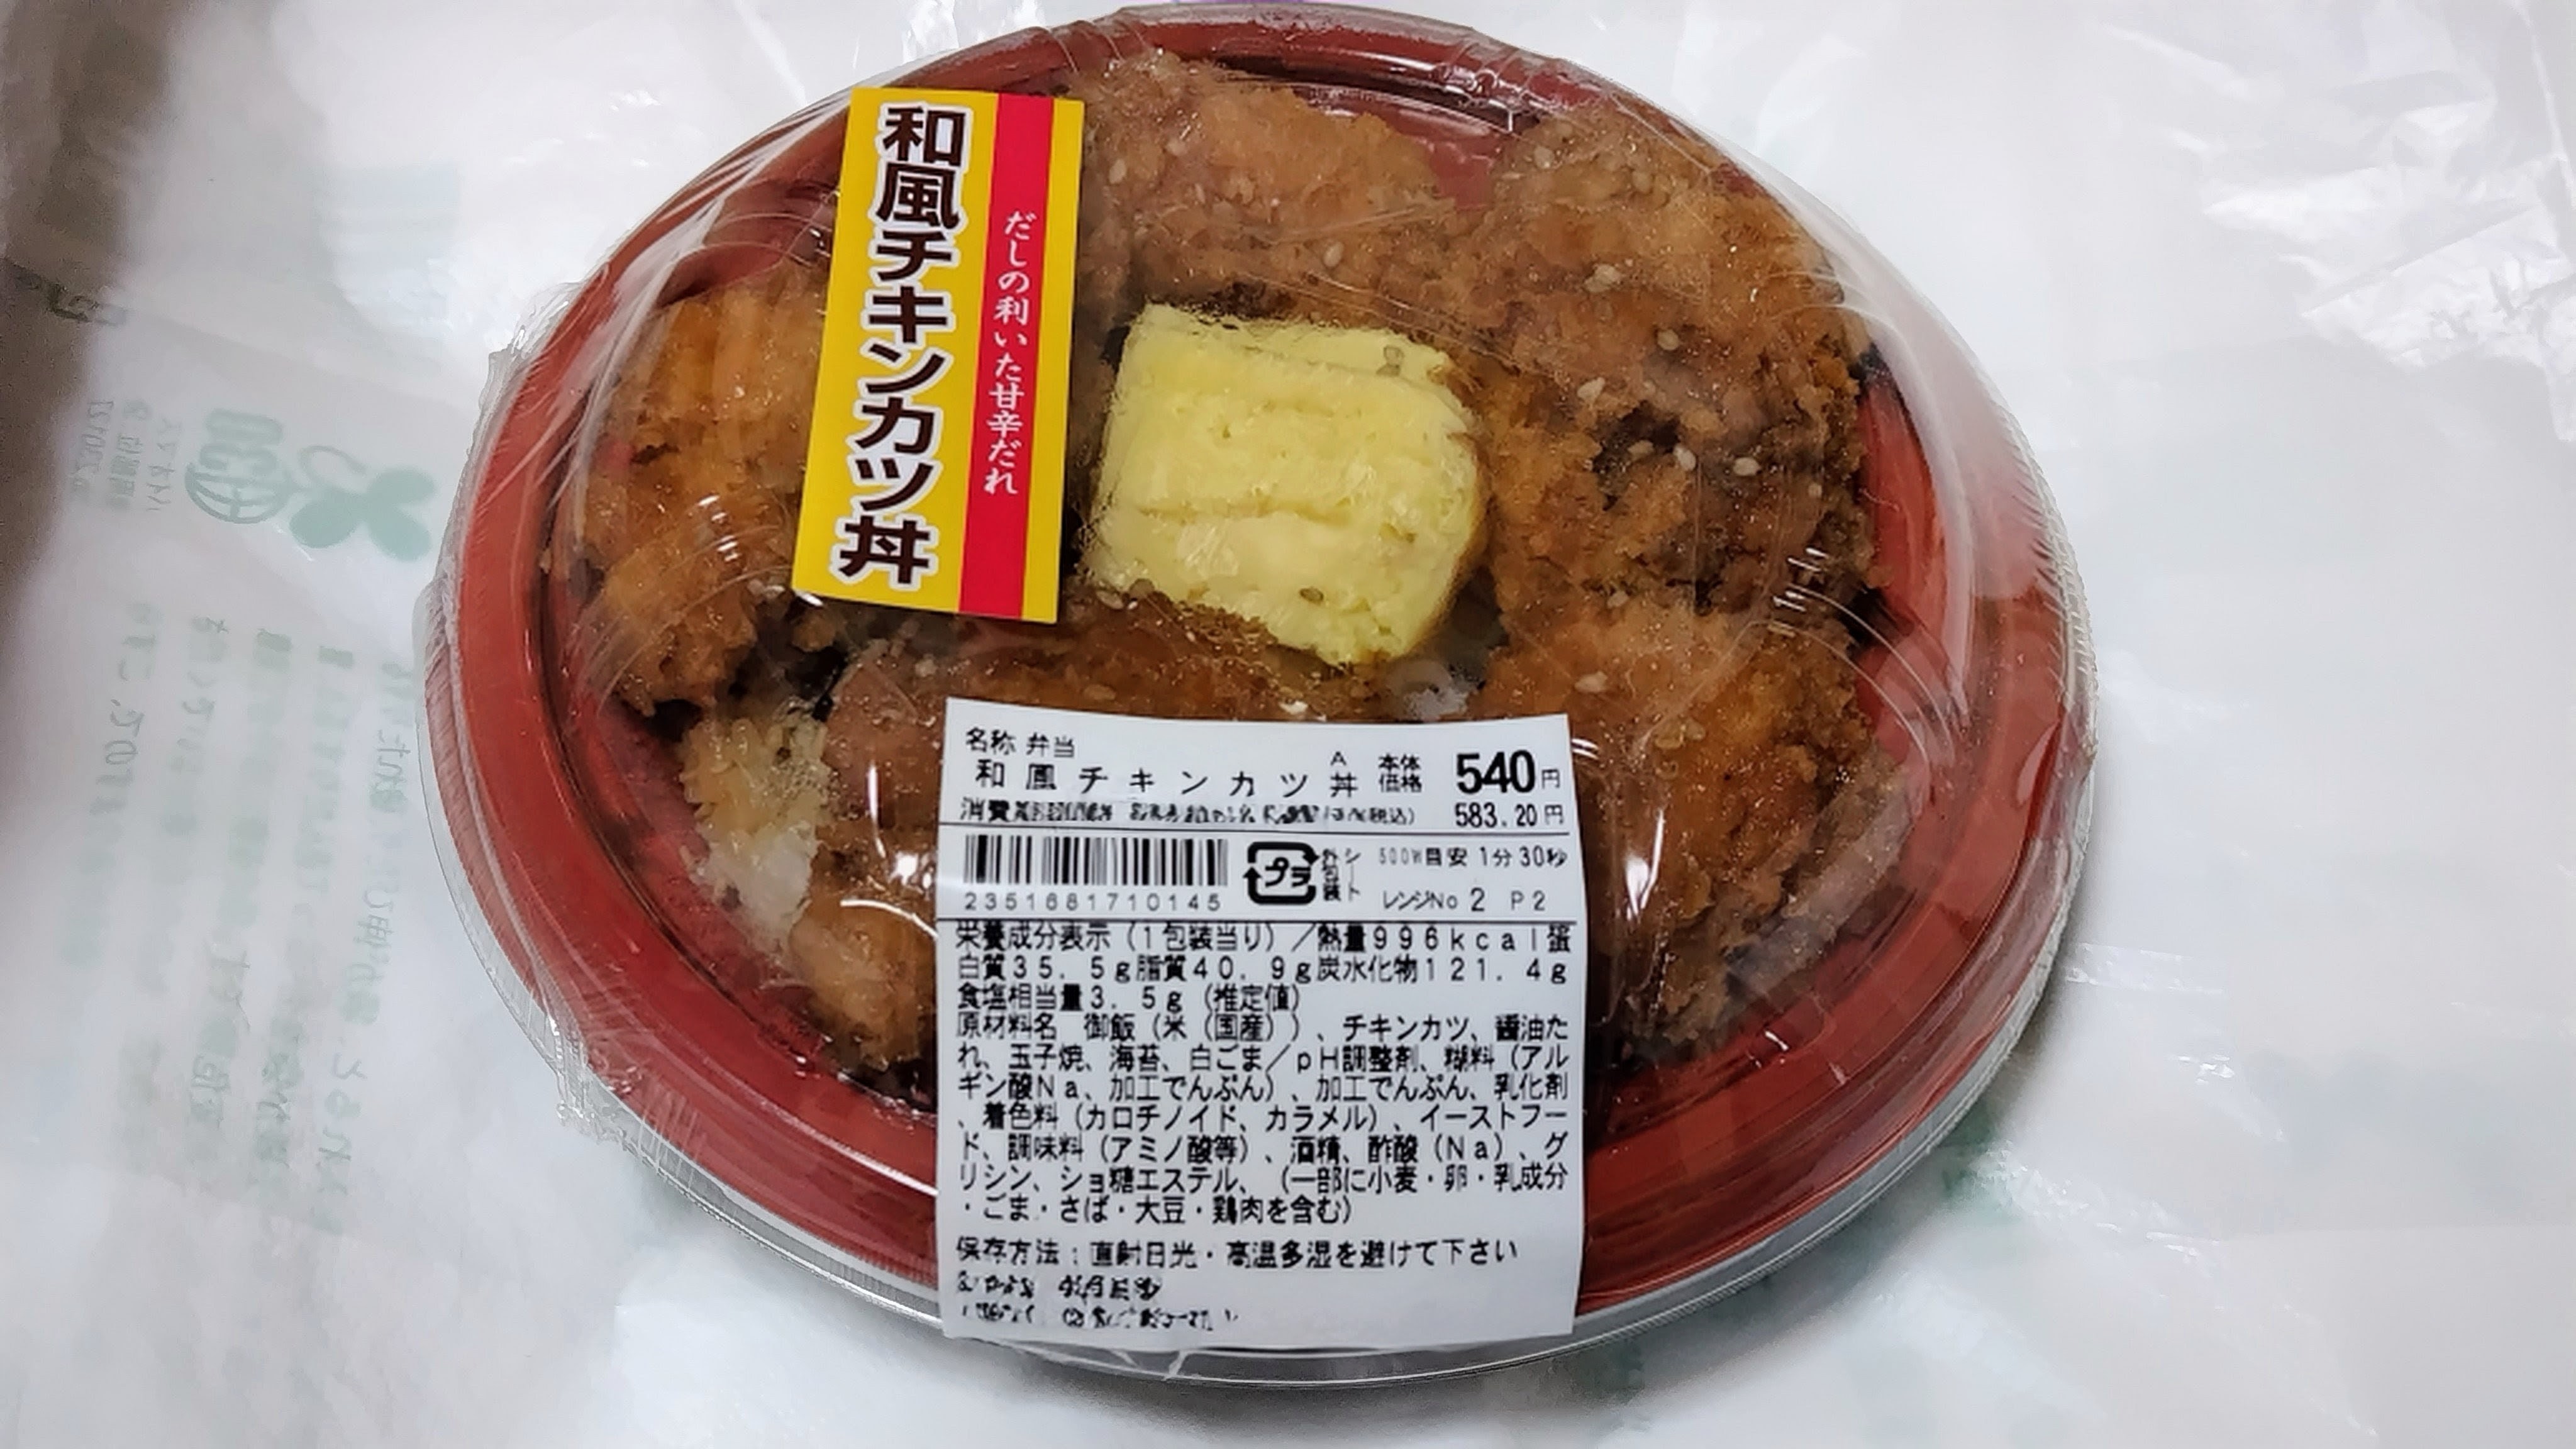 和風チキンカツ丼
だしの利いた甘辛だれ
名称 弁当
和風チキンカツ丼 A 本体価格 540円
消費 (税込) 583.20円
プラ 外包装 シート 500W目安 1分30秒
2351681710145 レンジNo 2 P2
栄養成分表示(1包装当り)/熱量996kcal蛋
白質35.5g脂質40.9g炭水化物121.4g
食塩相当量3.5g(推定値)
原材料名 御飯(米(国産))、チキンカツ、醤油た
れ、玉子焼、海苔、白ごま/pH調整剤、糊料(アル
ギン酸Na、加工でんぷん)、加工でんぷん、乳化剤
、着色料(カロチノイド、カラメル)、イーストフー
ド、調味料(アミノ酸等)、酒精、酢酸(Na)、グ
リシン、ショ糖エステル、(一部に小麦・卵・乳成分
・ごま・さば・大豆・鶏肉を含む)
保存方法:直射日光・高温多湿を避けて下さい